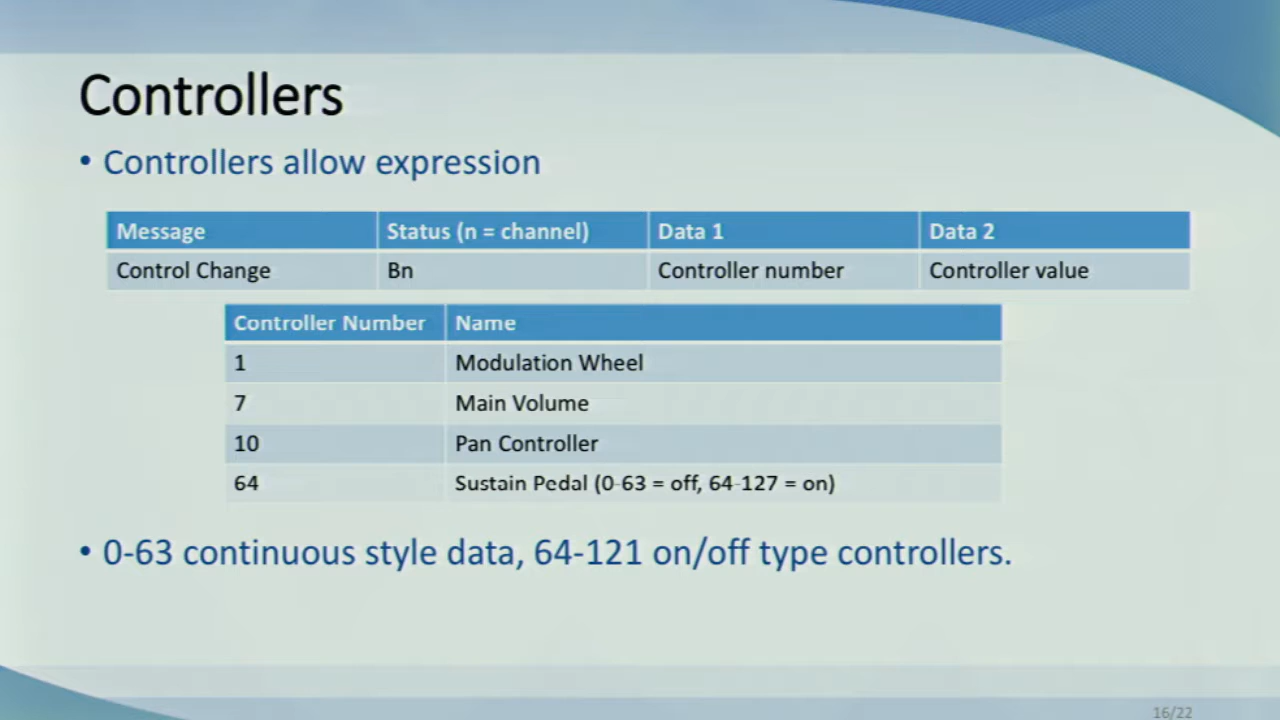 Controllers
• Controllers allow expression
Message Status (n = channel) Data 1 Data 2
Control Change Bn Controller number Controller value
Controller Number Name
1 Modulation Wheel
7 Main Volume
10 Pan Controller
64 Sustain Pedal (0-63 = off, 64-127 = on)
• 0-63 continuous style data, 64-121 on/off type controllers.
16/22